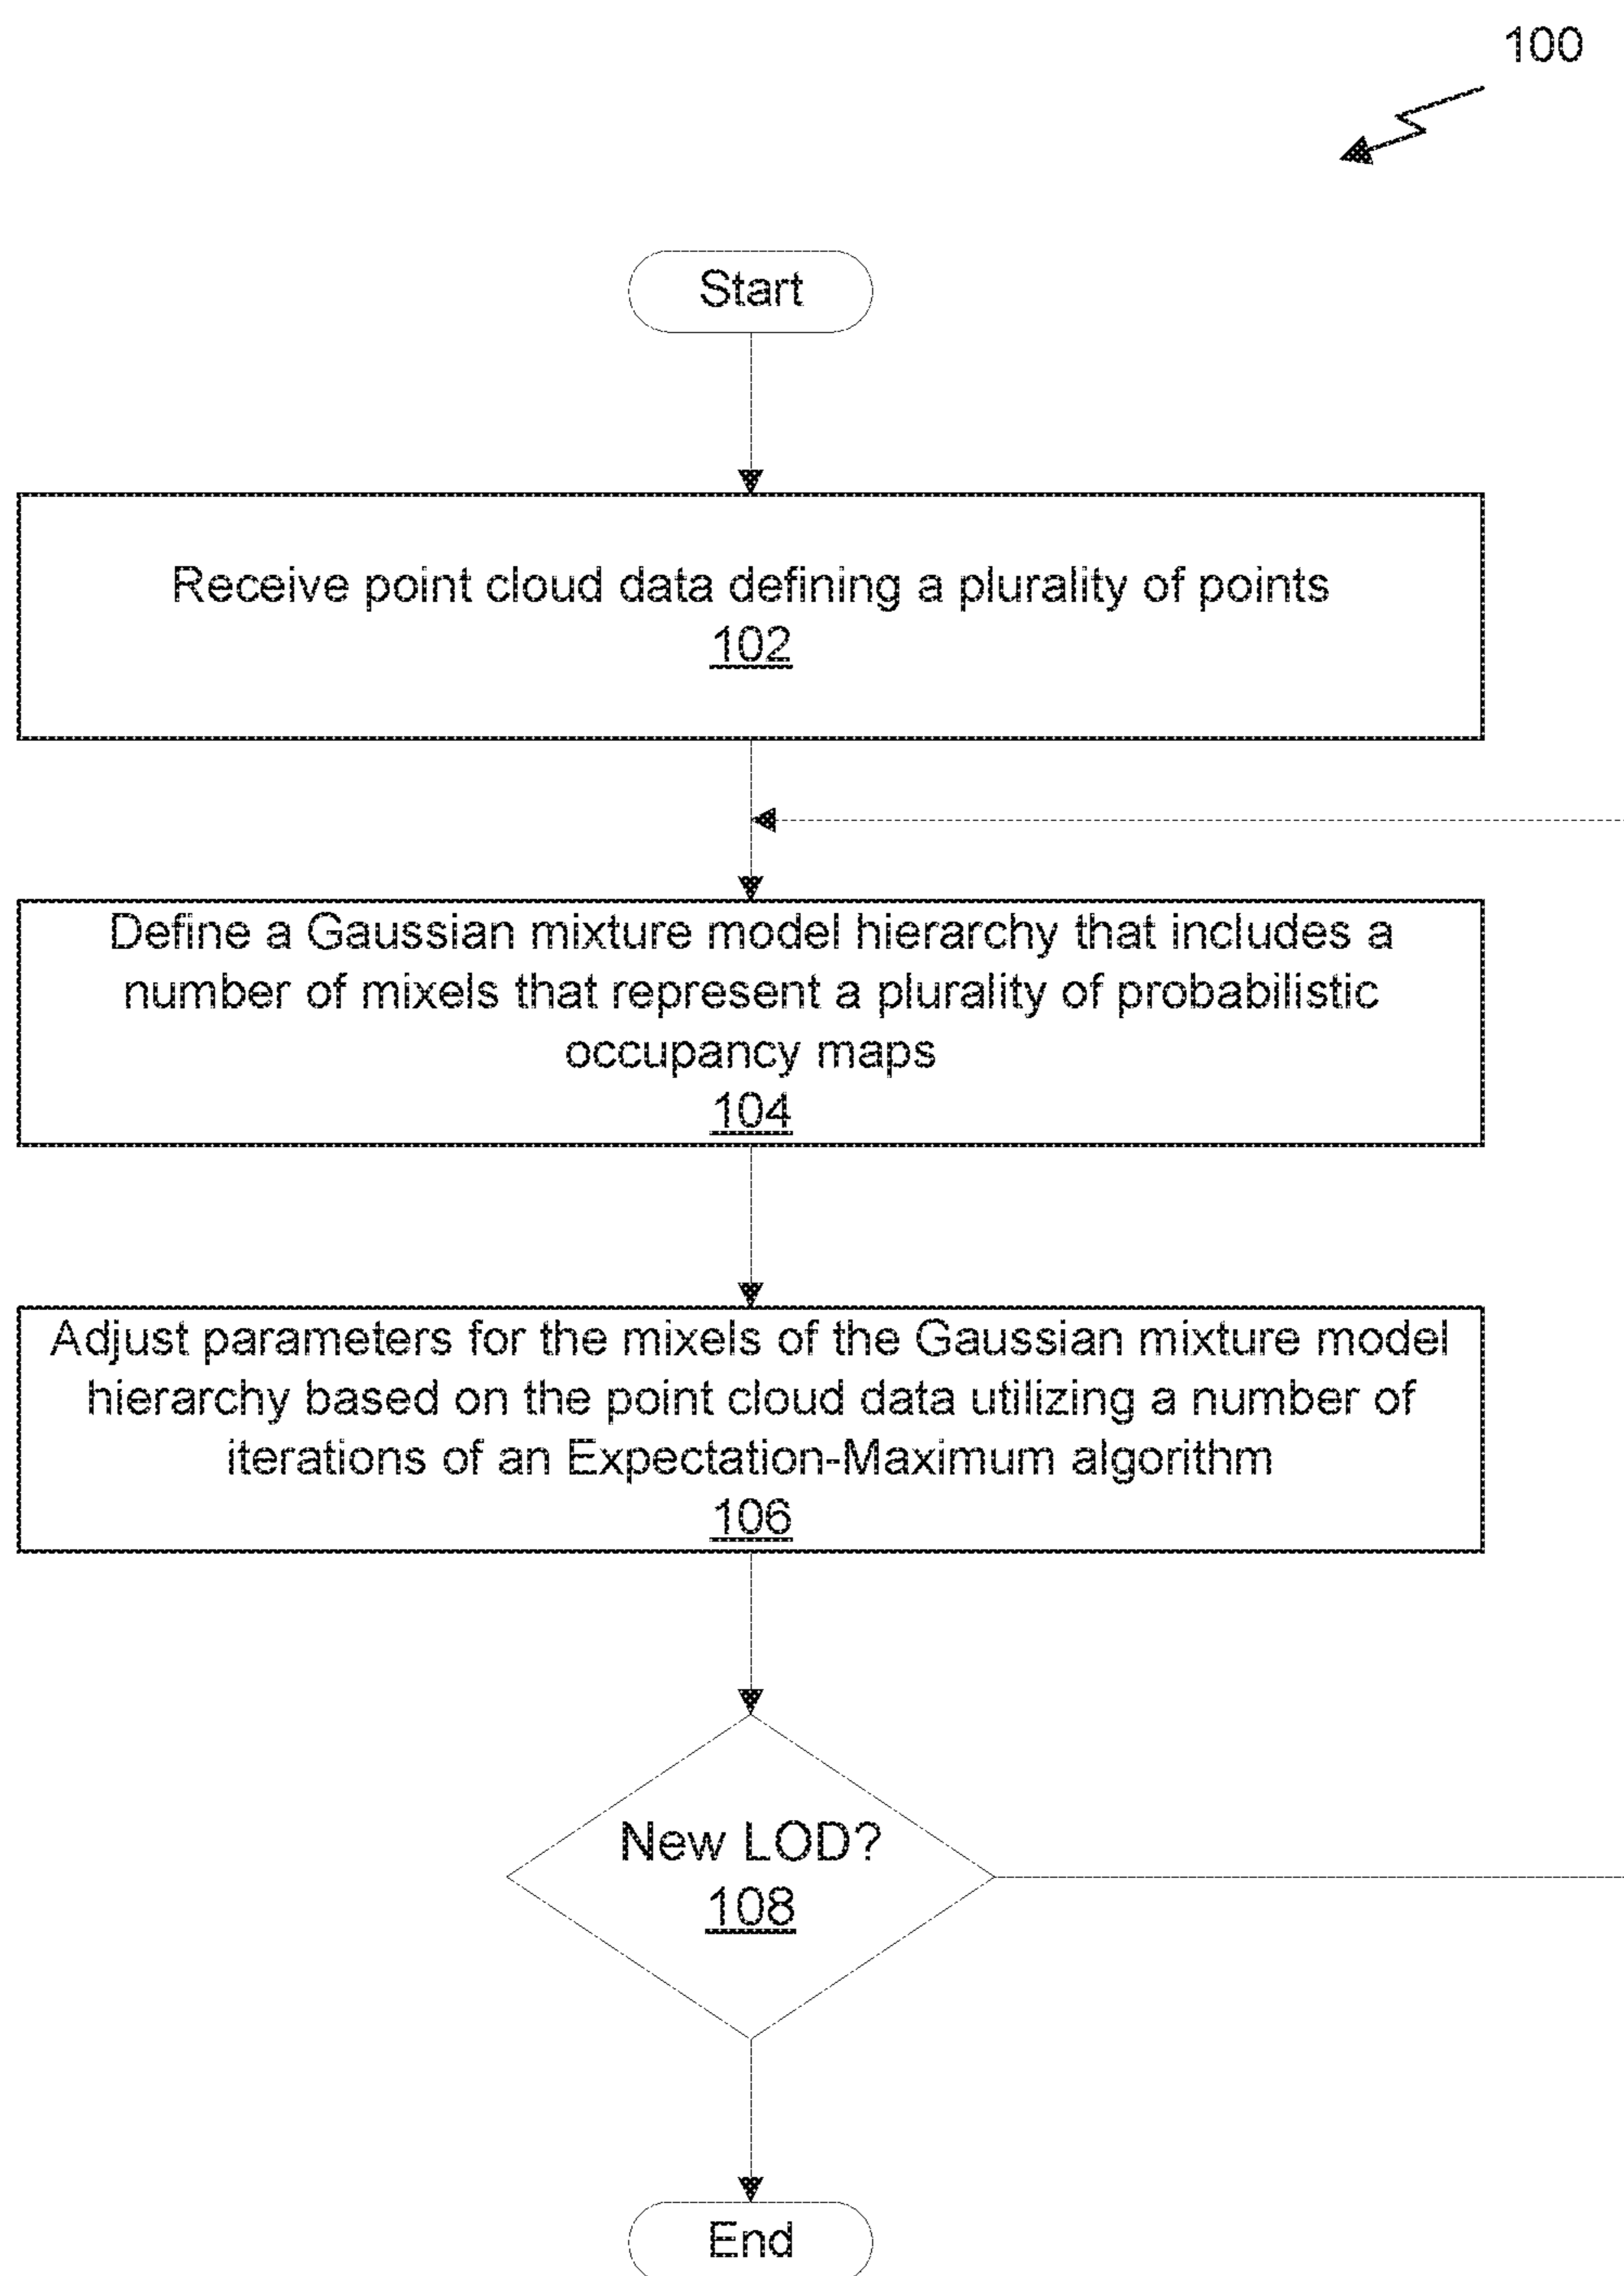 100
Start
Receive point cloud data defining a plurality of points
102
Define a Gaussian mixture model hierarchy that includes a
number of mixels that represent a plurality of probabilistic
occupancy maps
104
Adjust parameters for the mixels of the Gaussian mixture model
hierarchy based on the point cloud data utilizing a number of
iterations of an Expectation-Maximum algorithm
106
New LOD?
108
End